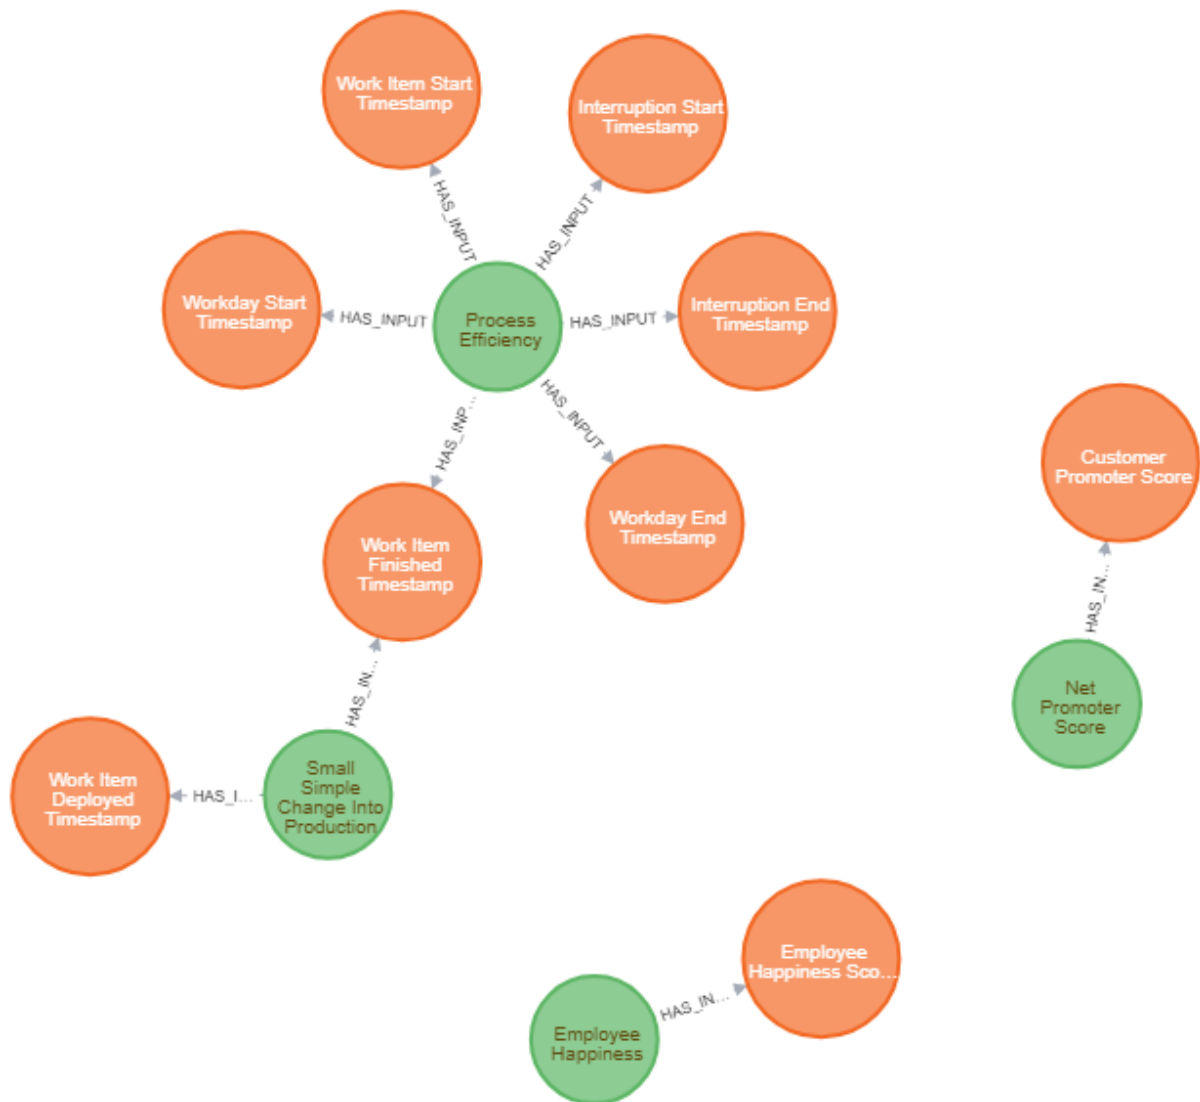 Work Item Start
Timestamp
Interruption Start
Timestamp
HAS_INPUT
HAS_INPUT
Workday Start
Timestamp
HAS_INPUT
Process
Efficiency
HAS_INPUT
Interruption End
Timestamp
HAS_INP...
HAS_INPUT
Customer
Promoter Score
Workday End
Timestamp
Work Item
Finished
Timestamp
HAS_IN...
HAS_IN...
Net
Promoter
Score
Work Item
Deployed
Timestamp
HAS_I...
Small
Simple
Change Into
Production
Employee
Happiness Sco...
HAS_IN...
Employee
Happiness